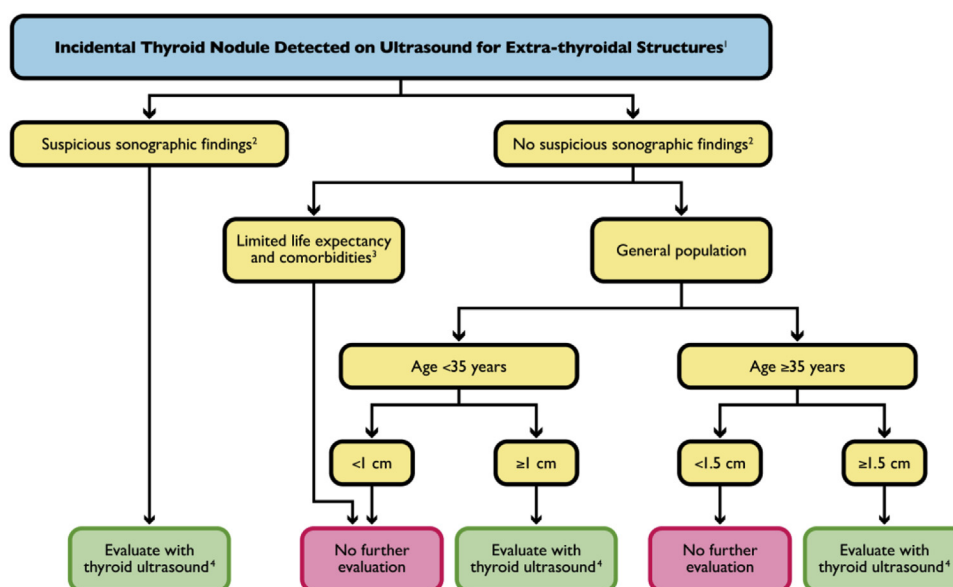 Incidental Thyroid Nodule Detected on Ultrasound for Extra-thyroidal Structures¹
Suspicious sonographic findings²
No suspicious sonographic findings²
Limited life expectancy
and comorbidities³
General population
Age <35 years
Age ≥35 years
<1 cm
≥1 cm
<1.5 cm
≥1.5 cm
Evaluate with
thyroid ultrasound⁴
No further
evaluation
Evaluate with
thyroid ultrasound⁴
No further
evaluation
Evaluate with
thyroid ultrasound⁴